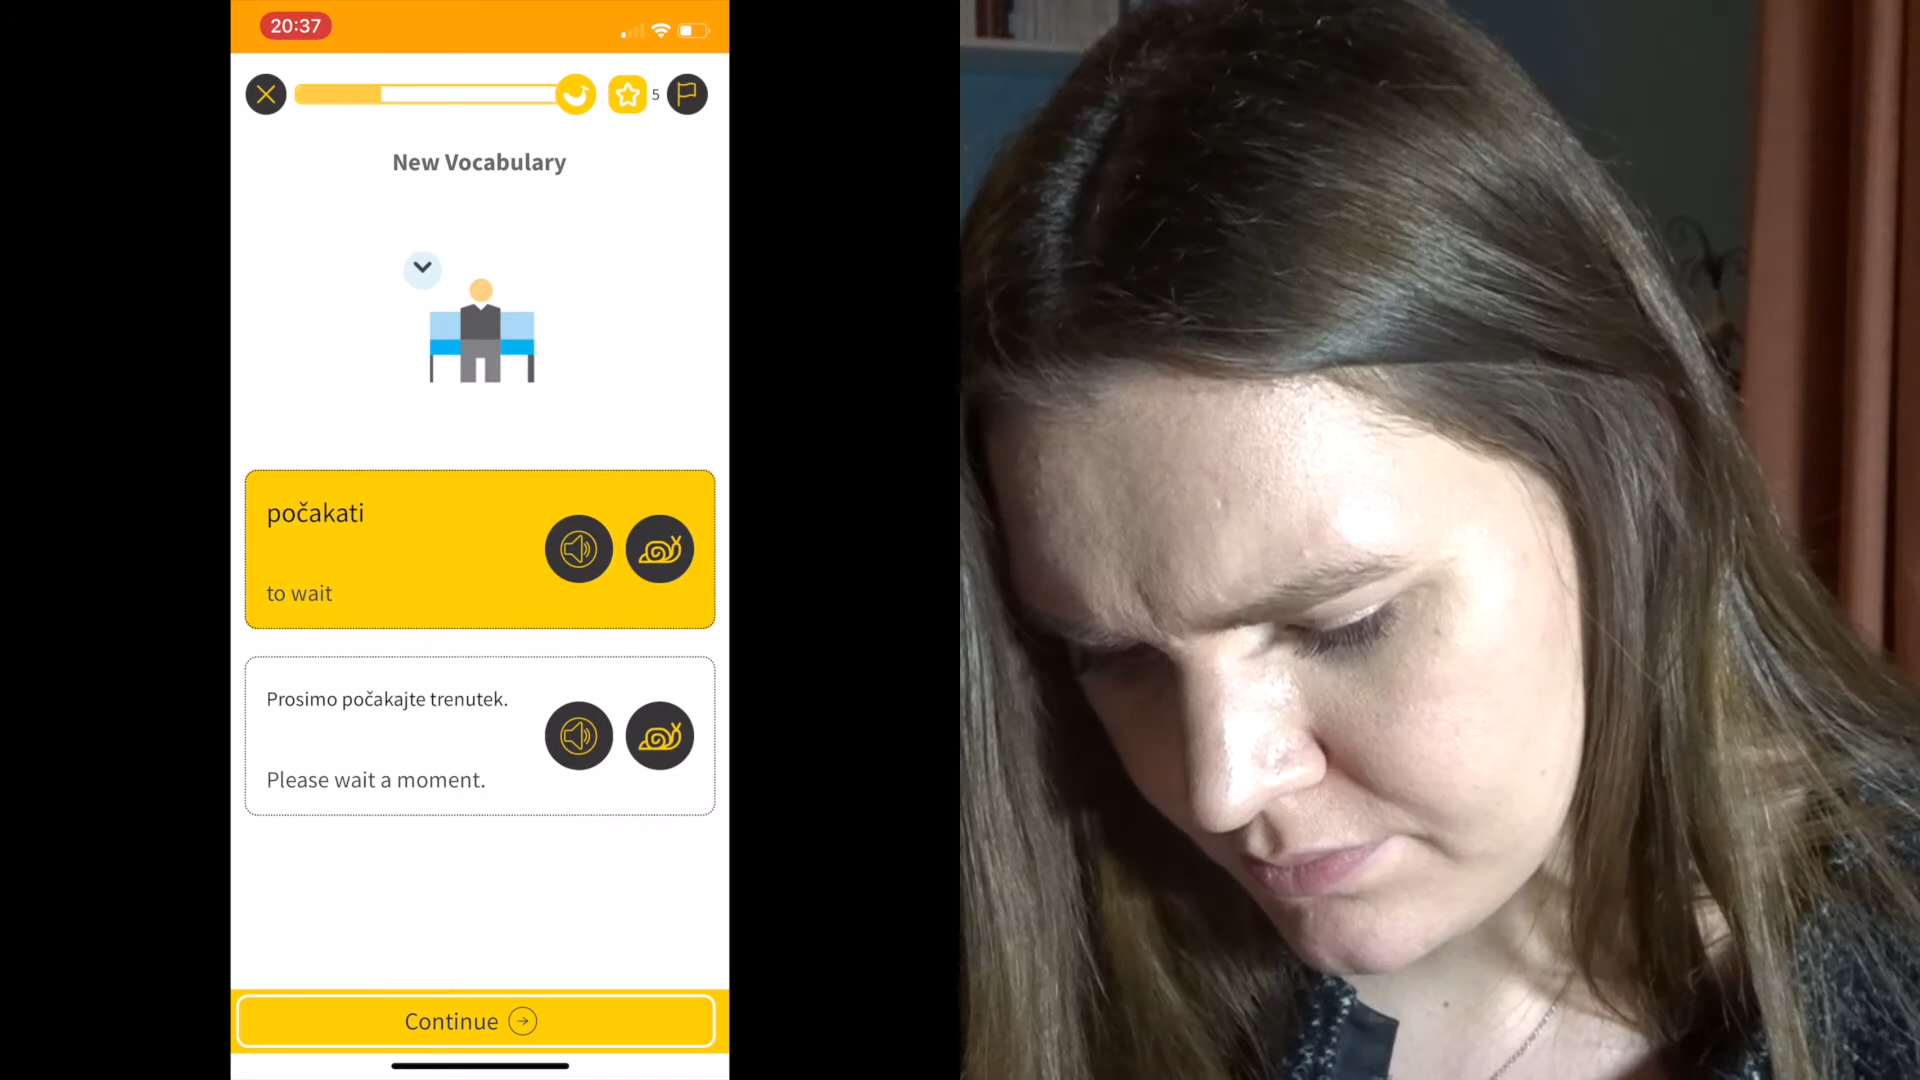 20:37
5
New Vocabulary
počakati
to wait
Prosimo počakajte trenutek.
Please wait a moment.
Continue